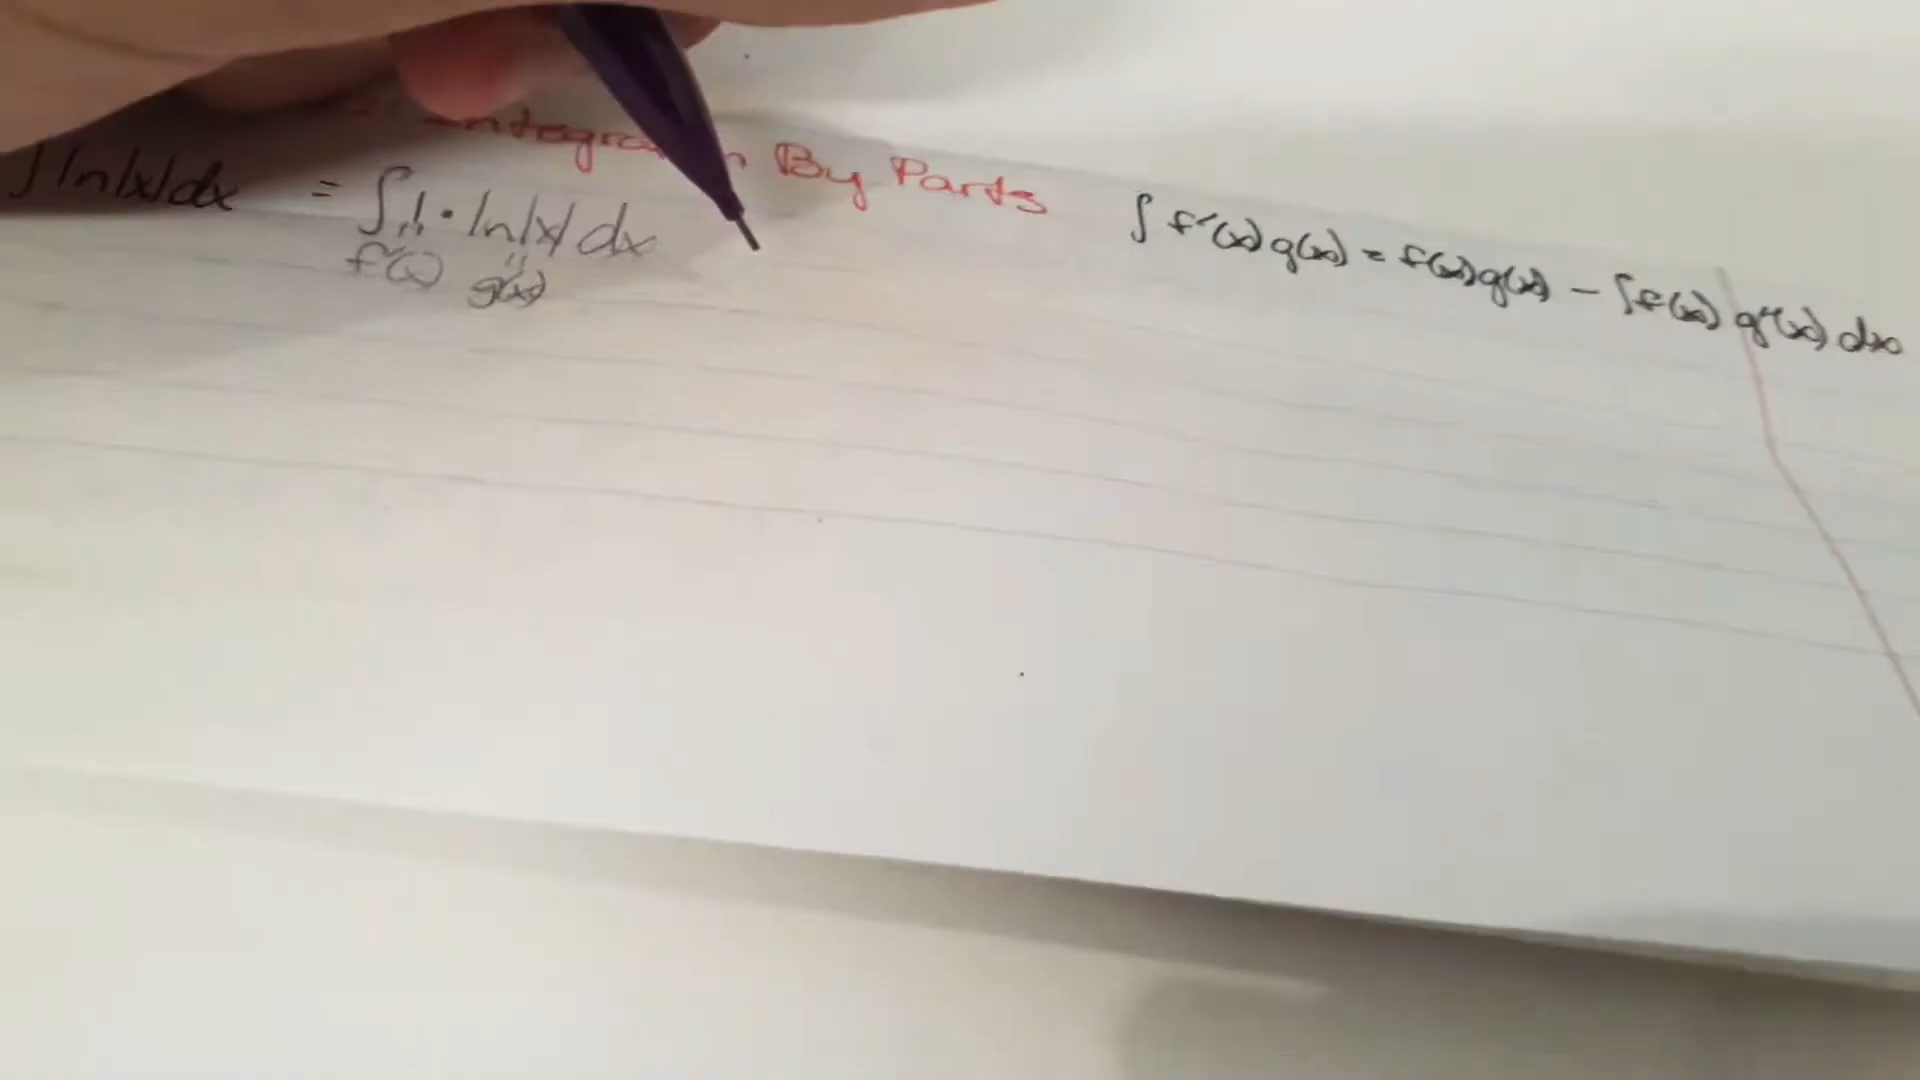 By Parts
∫ln|x|dx = ∫1·ln|x|dx
f'(x) g(x)
∫f'(x)g(x) = f(x)g(x) - ∫f(x)g'(x)dx